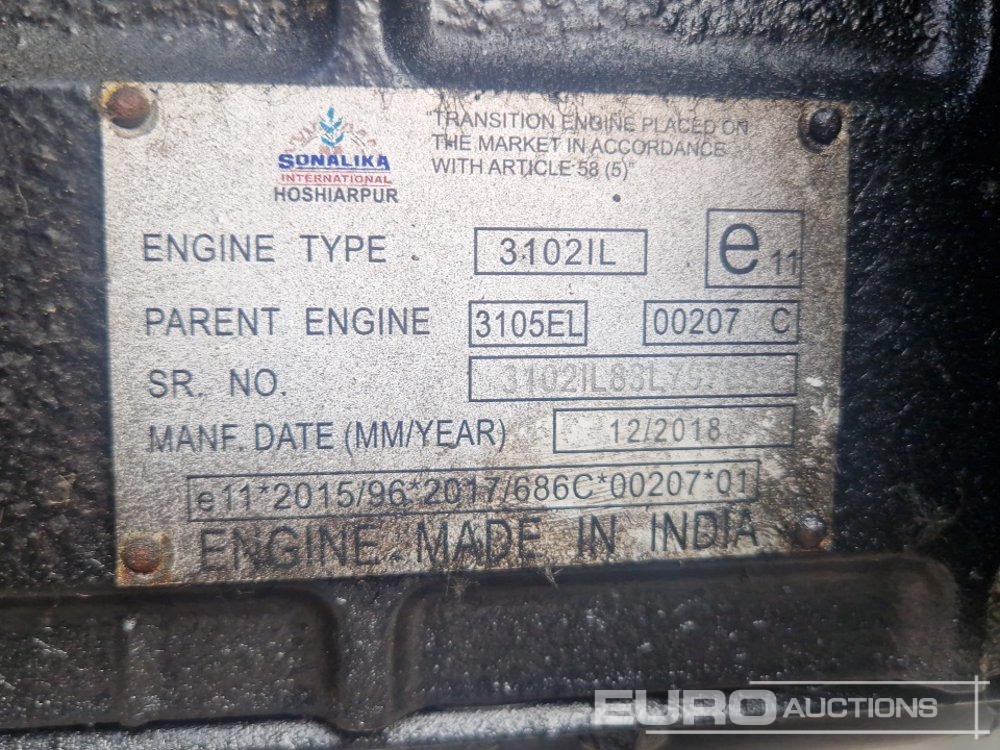 SONALIKA
INTERNATIONAL
HOSHIARPUR
"TRANSITION ENGINE PLACED ON
THE MARKET IN ACCORDANCE
WITH ARTICLE 58 (5)"
ENGINE TYPE 3102IL e 11
PARENT ENGINE 3105EL 00207 C
SR. NO.
MANF. DATE (MM/YEAR) 12/2018
e11*2015/96*2017/686C*00207*01
ENGINE MADE IN INDIA
EURO AUCTIONS